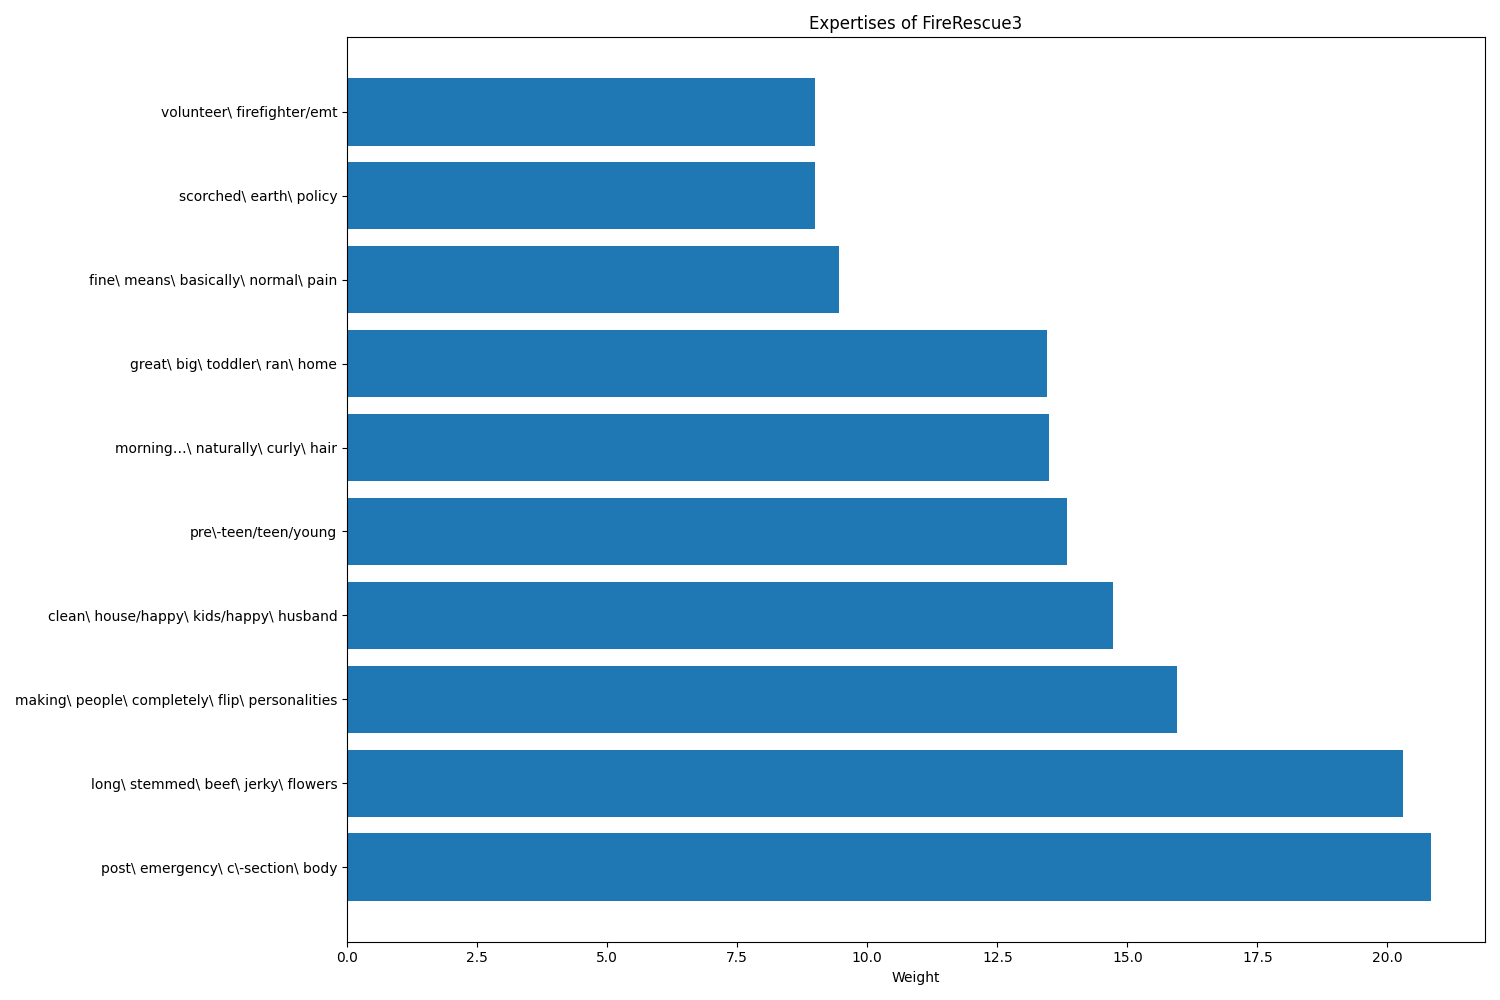 Expertises of FireRescue3
volunteer\ firefighter/emt
scorched\ earth\ policy
fine\ means\ basically\ normal\ pain
great\ big\ toddler\ ran\ home
morning…\ naturally\ curly\ hair
pre\-teen/teen/young
clean\ house/happy\ kids/happy\ husband
making\ people\ completely\ flip\ personalities
long\ stemmed\ beef\ jerky\ flowers
post\ emergency\ c\-section\ body
0.0 2.5 5.0 7.5 10.0 12.5 15.0 17.5 20.0
Weight